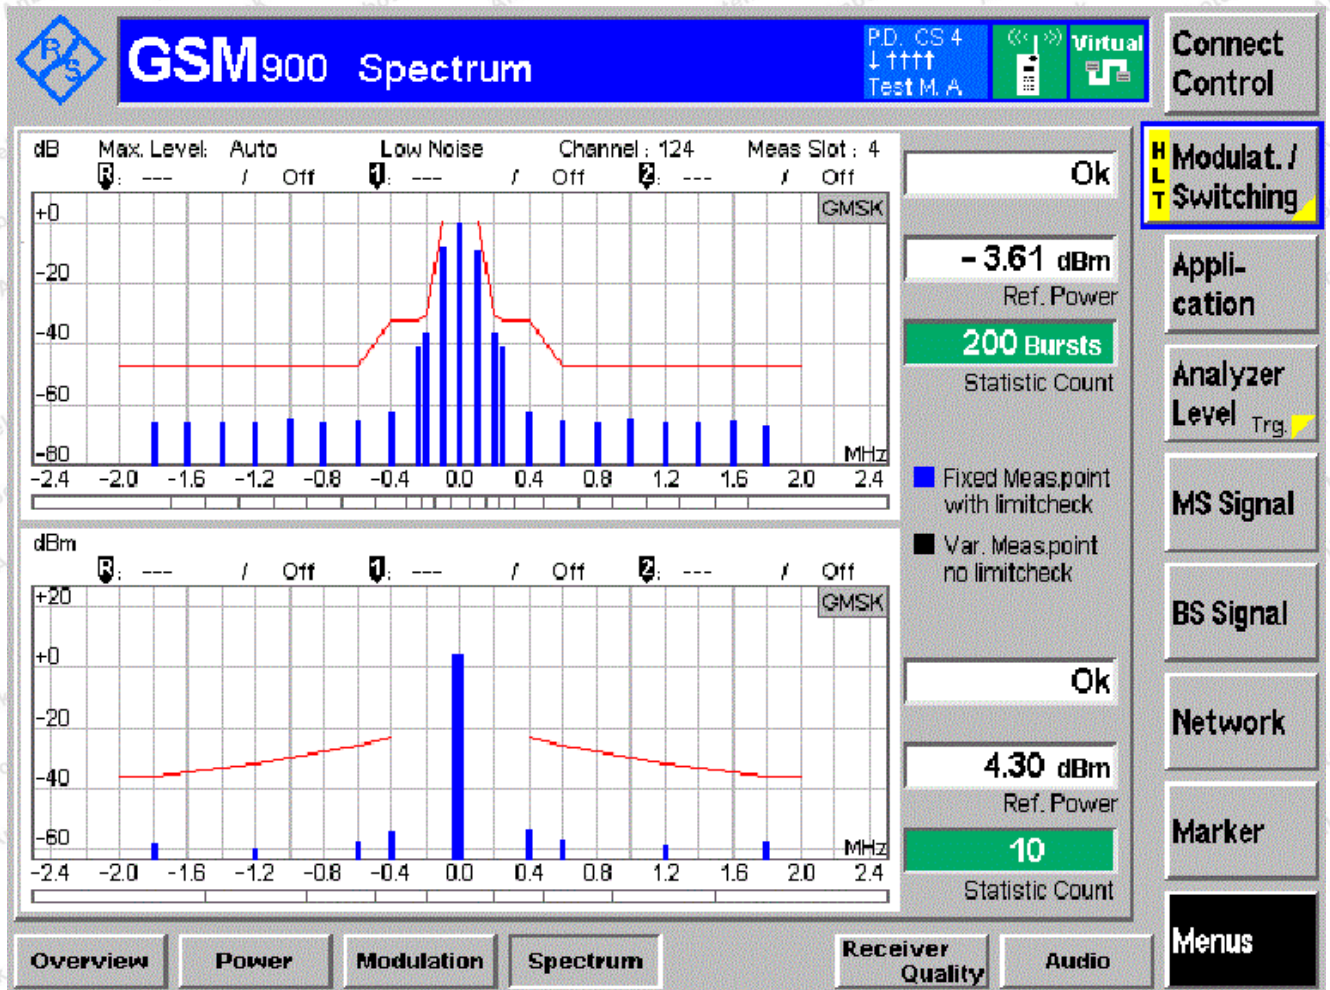 R S
GSM900 Spectrum
P.D. CS 4
↓↑↑↑↑
Test M. A
Virtual
Connect
Control
dB Max. Level: Auto Low Noise Channel : 124 Meas Slot : 4
R : --- / Off 1 : --- / Off 2 : --- / Off
GMSK
+0
-20
-40
-60
-80
MHz
-2.4 -2.0 -1.6 -1.2 -0.8 -0.4 0.0 0.4 0.8 1.2 1.6 2.0 2.4
Ok
-3.61 dBm
Ref. Power
200 Bursts
Statistic Count
Fixed Meas.point
with limitcheck
Var. Meas.point
no limitcheck
dBm
R : --- / Off 1 : --- / Off 2 : --- / Off
GMSK
+20
+0
-20
-40
-60
MHz
-2.4 -2.0 -1.6 -1.2 -0.8 -0.4 0.0 0.4 0.8 1.2 1.6 2.0 2.4
Ok
4.30 dBm
Ref. Power
10
Statistic Count
HLT
Modulat. /
Switching
Appli-
cation
Analyzer
Level Trg.
MS Signal
BS Signal
Network
Marker
Menus
Overview
Power
Modulation
Spectrum
Receiver
Quality
Audio